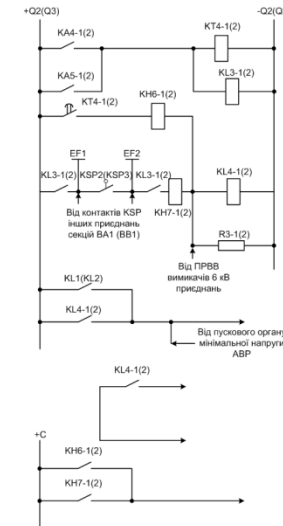 +Q2(Q3)
-Q2(Q
KA4-1(2)
KT4-1(2)
KA5-1(2)
KL3-1(2)
KT4-1(2)
KH6-1(2)
EF1
EF2
KL3-1(2)
KSP2(KSP3)
KL3-1(2)
KL4-1(2)
KH7-1(2)
Від контактів KSP
інших приєднань
секцій BA1 (BB1)
R3-1(2)
Від ПРВВ
вимикачів 6 кВ
приєднань
KL1(KL2)
KL4-1(2)
Від пускового органу
мінімальної напруги
АВР
KL4-1(2)
+C
KH6-1(2)
KH7-1(2)